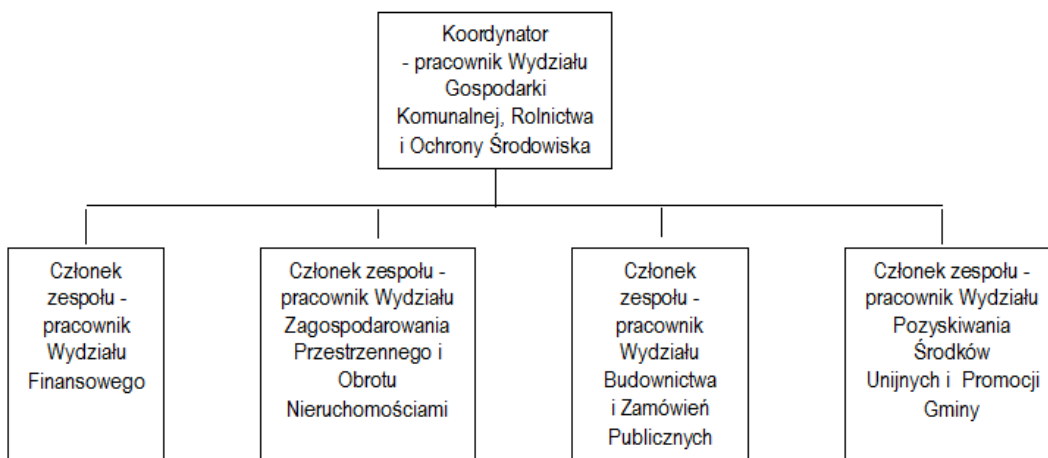 Koordynator
- pracownik Wydziału
Gospodarki
Komunalnej, Rolnictwa
i Ochrony Środowiska
Członek
zespołu -
pracownik
Wydziału
Finansowego
Członek zespołu -
pracownik Wydziału
Zagospodarowania
Przestrzennego i
Obrotu
Nieruchomościami
Członek
zespołu -
pracownik
Wydziału
Budownictwa
i Zamówień
Publicznych
Członek zespołu -
pracownik Wydziału
Pozyskiwania
Środków
Unijnych i Promocji
Gminy